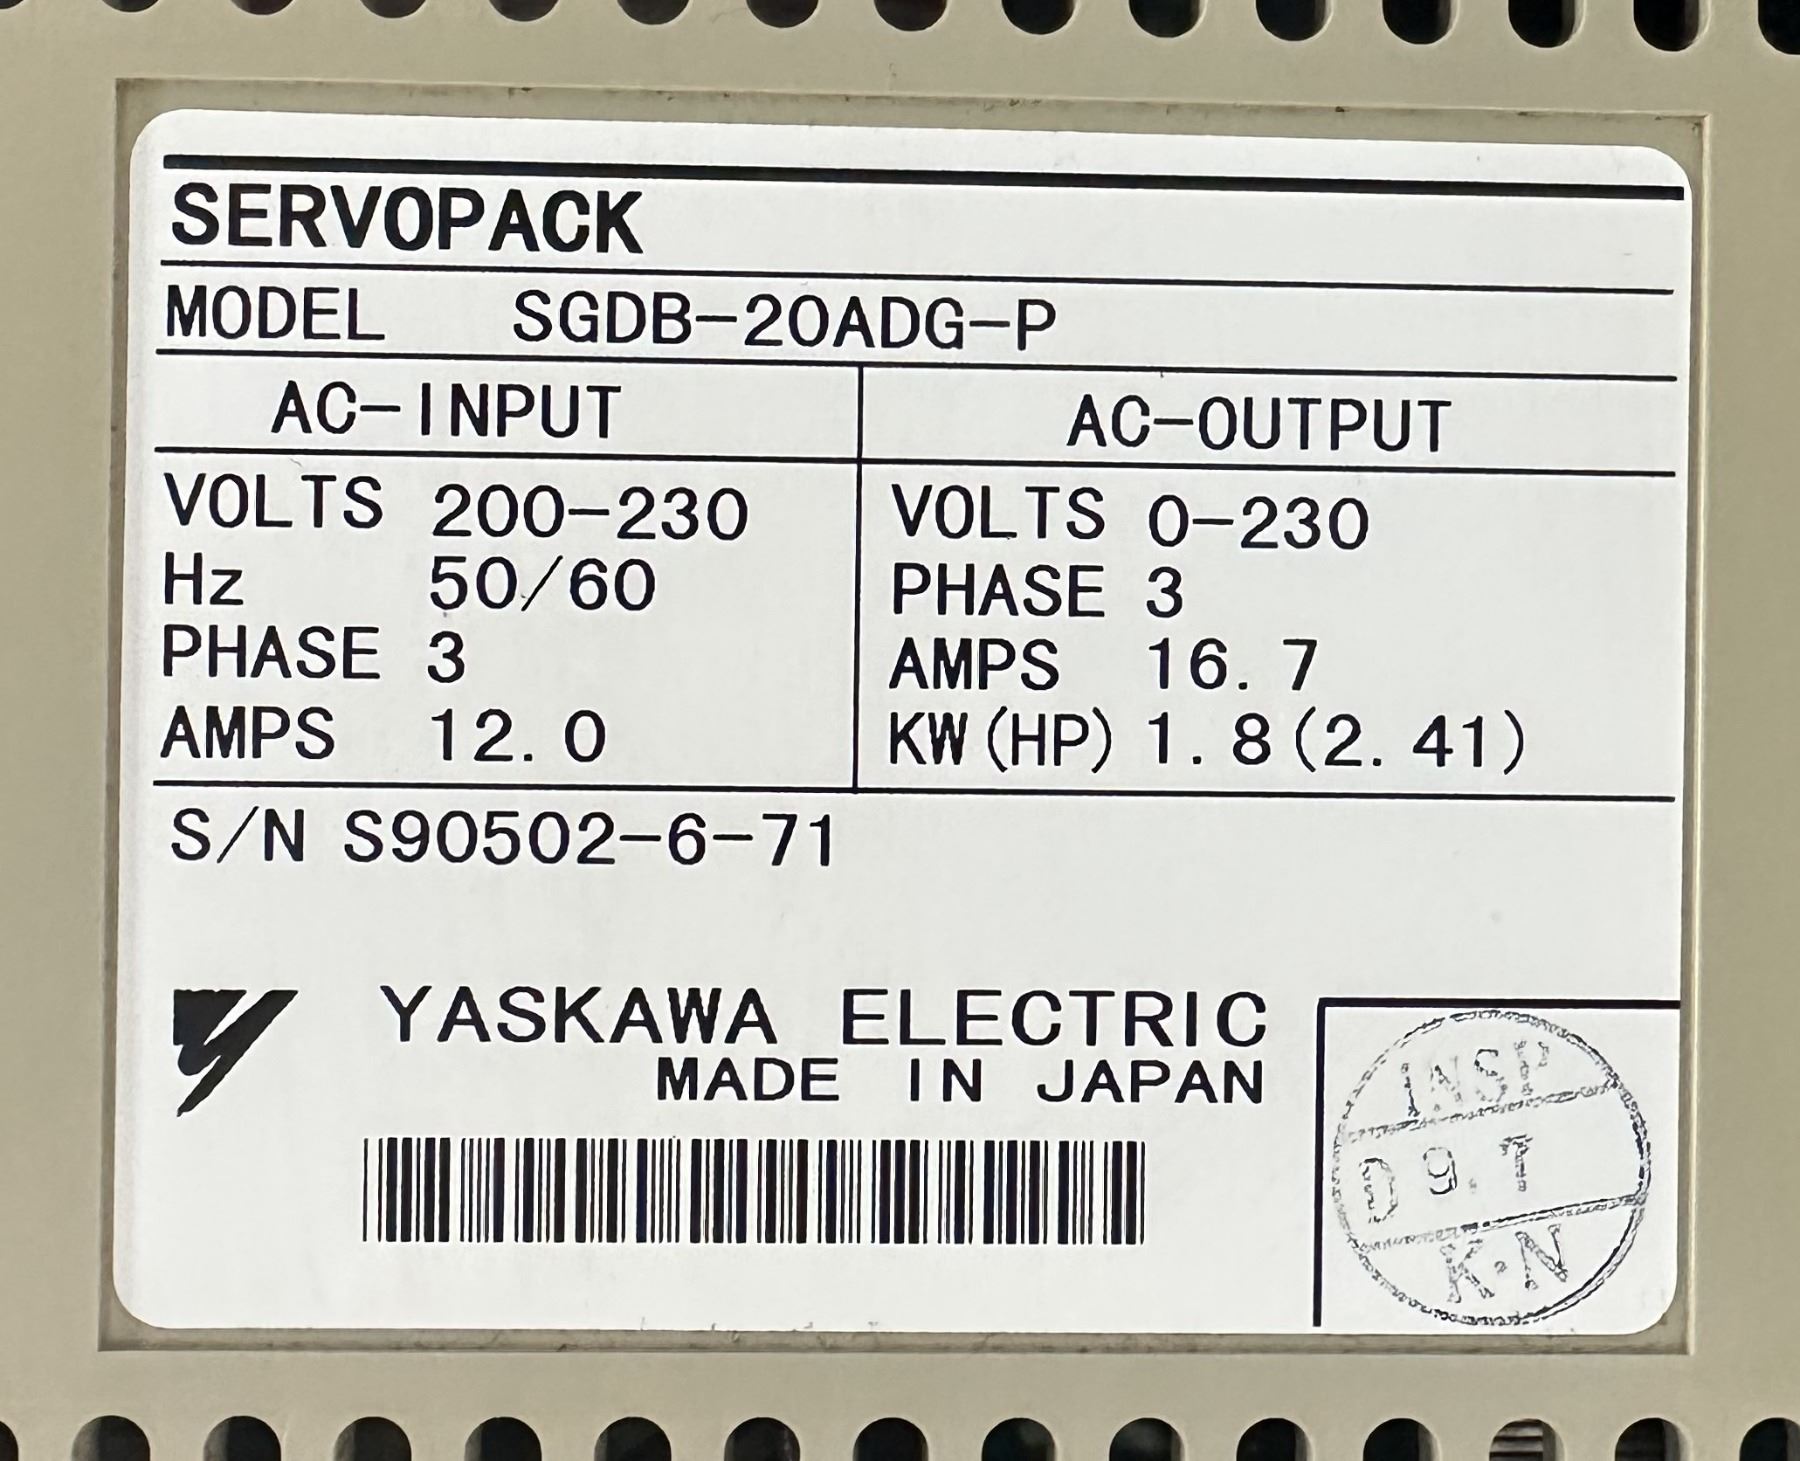 SERVOPACK
MODEL SGDB-20ADG-P
AC-INPUT AC-OUTPUT
VOLTS 200-230 VOLTS 0-230
Hz 50/60 PHASE 3
PHASE 3 AMPS 16.7
AMPS 12.0 KW(HP) 1.8(2.41)
S/N S90502-6-71
YASKAWA ELECTRIC
MADE IN JAPAN
INSP
K.N